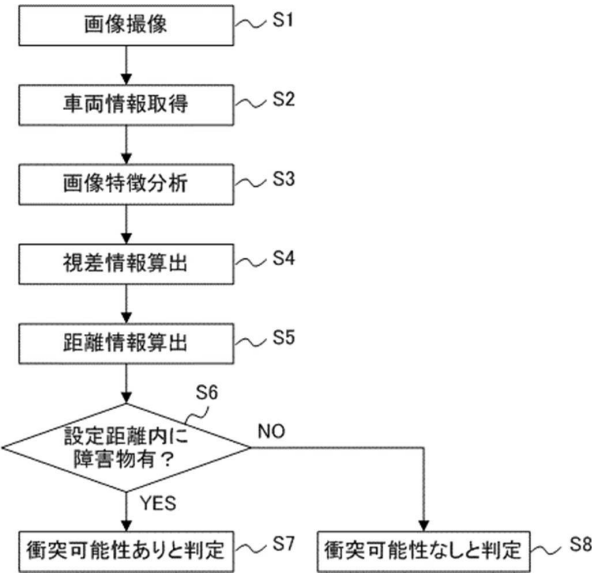 画像撮像
S1
車両情報取得
S2
画像特徴分析
S3
視差情報算出
S4
距離情報算出
S5
S6
設定距離内に
障害物有？
NO
YES
衝突可能性ありと判定
S7
衝突可能性なしと判定
S8